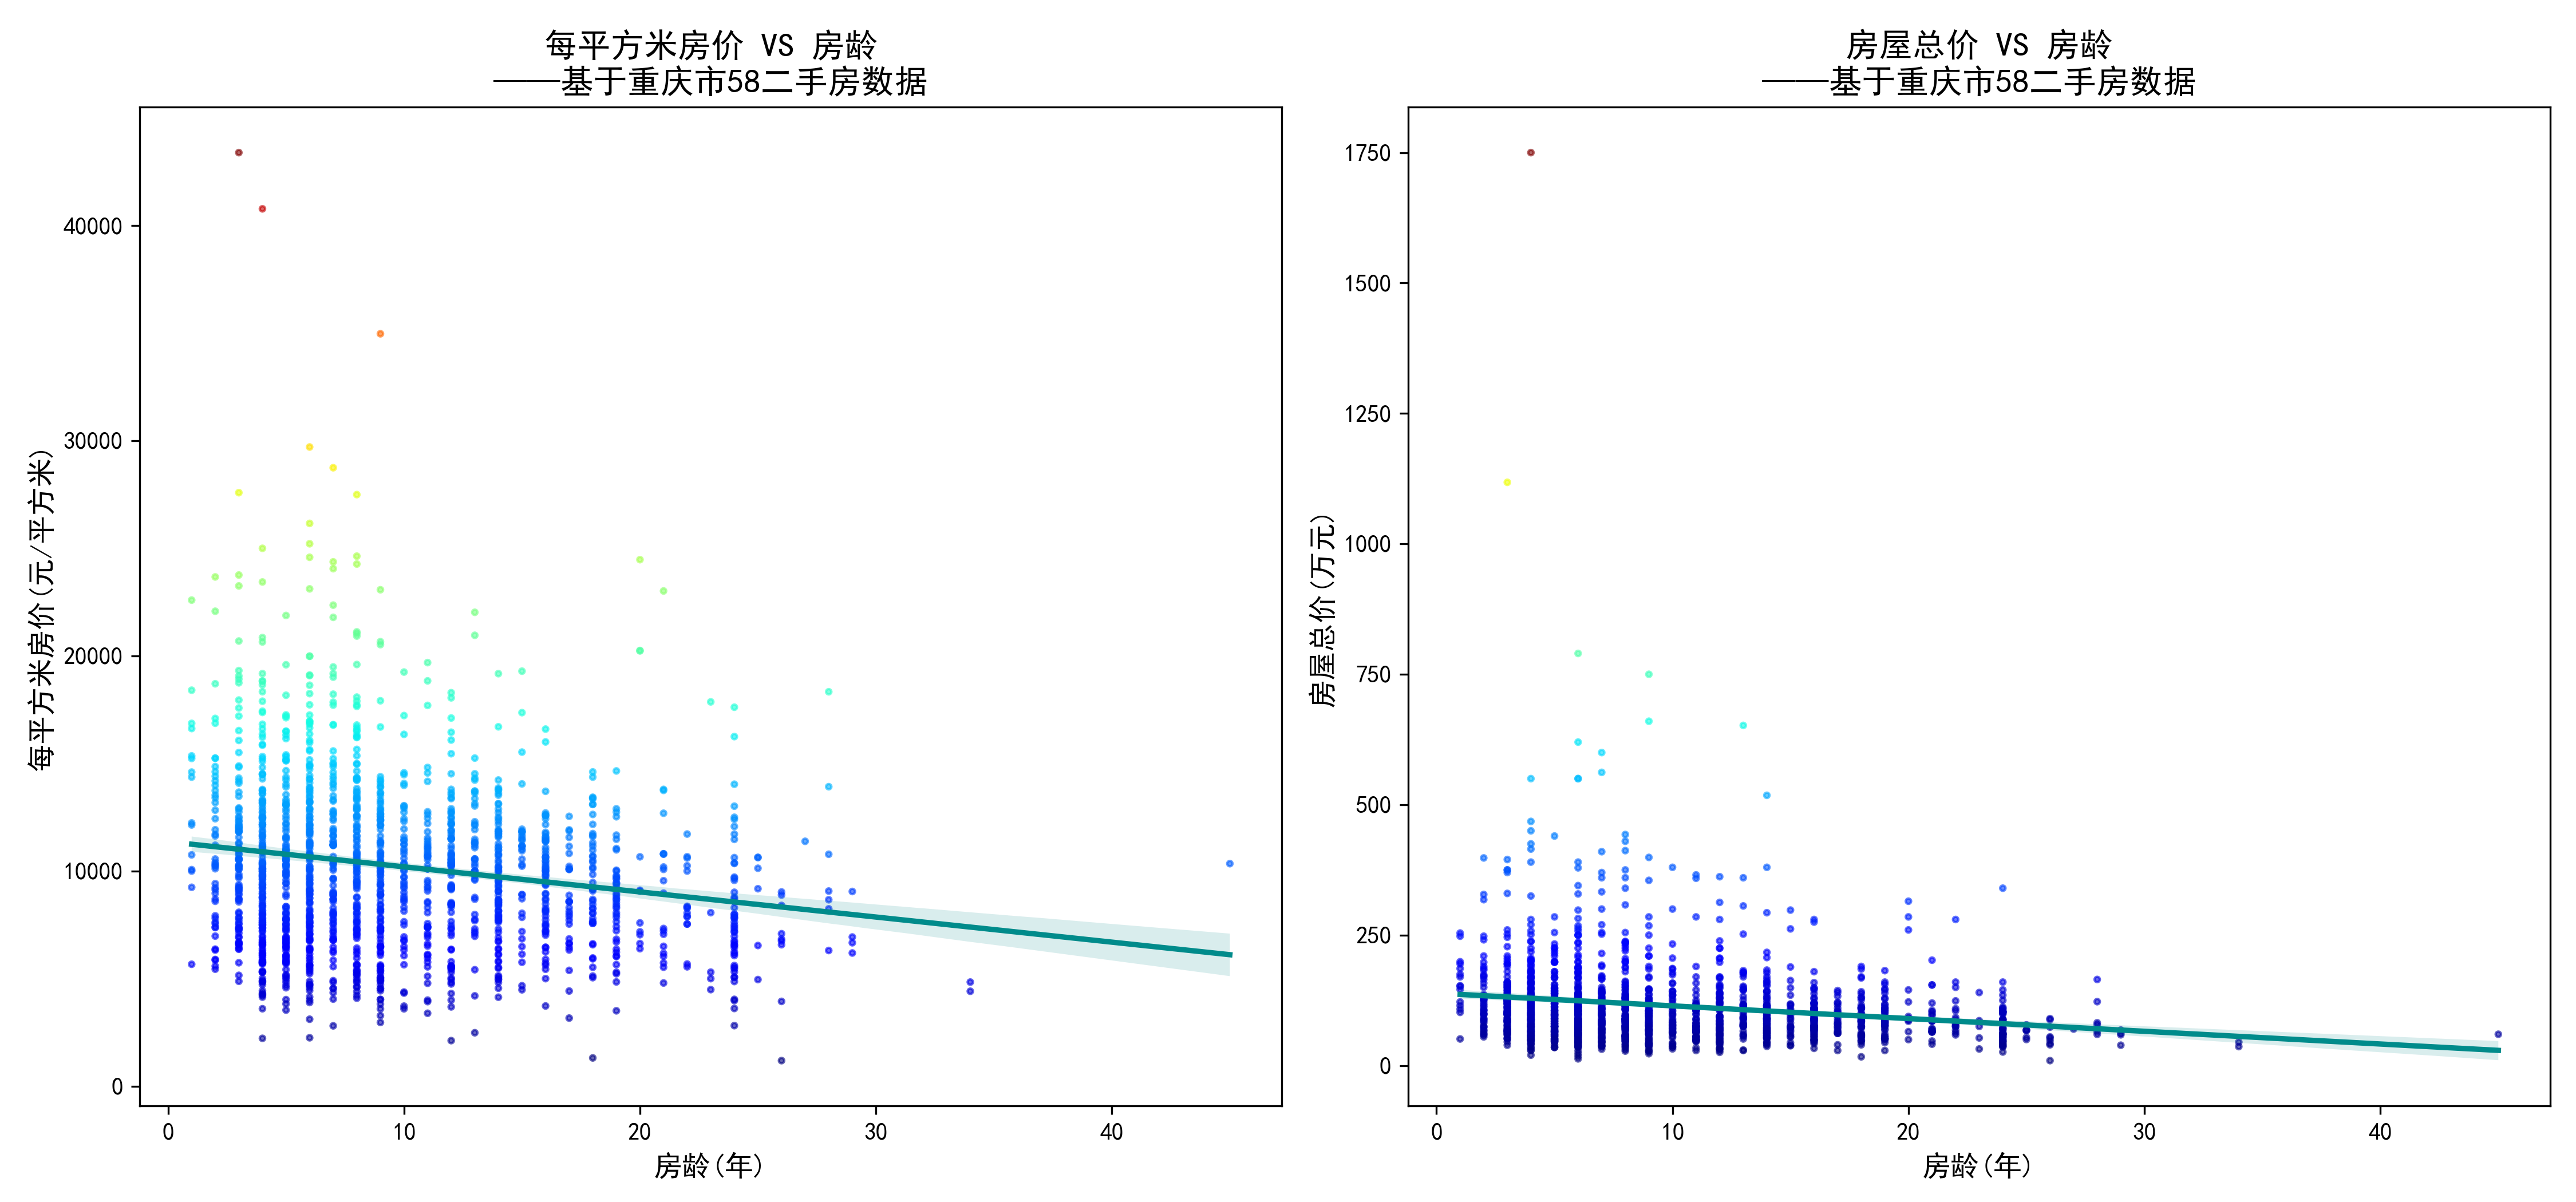 每平方米房价 VS 房龄
——基于重庆市58二手房数据
每平方米房价(元/平方米)
40000
30000
20000
10000
0
0 10 20 30 40
房龄(年)
房屋总价 VS 房龄
——基于重庆市58二手房数据
房屋总价(万元)
1750
1500
1250
1000
750
500
250
0
0 10 20 30 40
房龄(年)